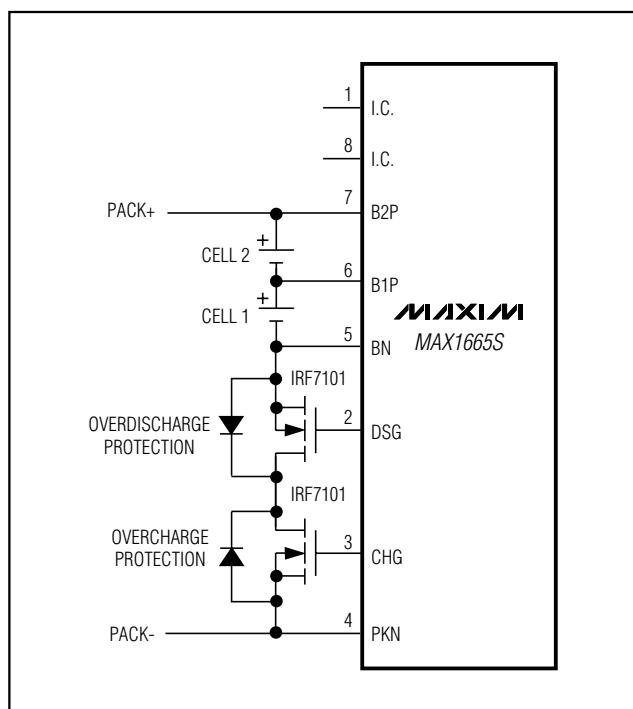 1
I.C.
8
I.C.
7
PACK+
B2P
+
CELL 2
6
B1P
+
CELL 1
MAXIM
MAX1665S
5
BN
IRF7101
OVERDISCHARGE
PROTECTION
2
DSG
IRF7101
OVERCHARGE
PROTECTION
3
CHG
4
PACK-
PKN